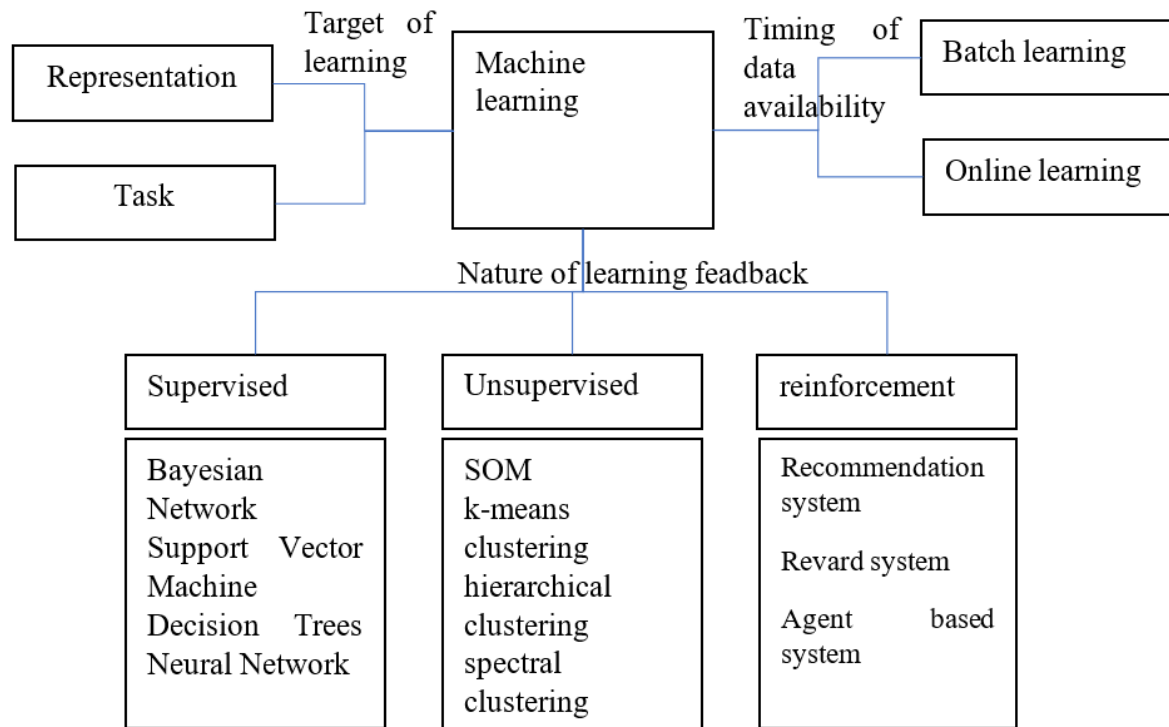 Representation
Task
Target of
learning
Machine
learning
Timing of
data
availability
Batch learning
Online learning
Nature of learning feadback
Supervised
Bayesian
Network
Support Vector
Machine
Decision Trees
Neural Network
Unsupervised
SOM
k-means
clustering
hierarchical
clustering
spectral
clustering
reinforcement
Recommendation
system
Revard system
Agent based
system